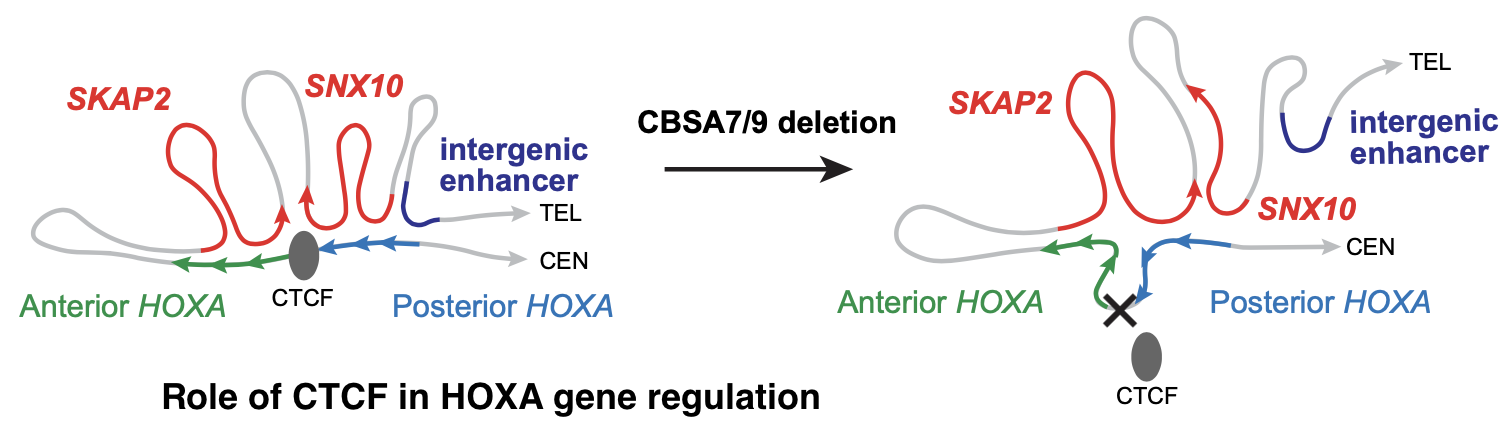 SKAP2
SNX10
intergenic
enhancer
TEL
CEN
CTCF
Anterior HOXA
Posterior HOXA
CBSA7/9 deletion
SKAP2
TEL
intergenic
enhancer
SNX10
CEN
Anterior HOXA
Posterior HOXA
CTCF
Role of CTCF in HOXA gene regulation